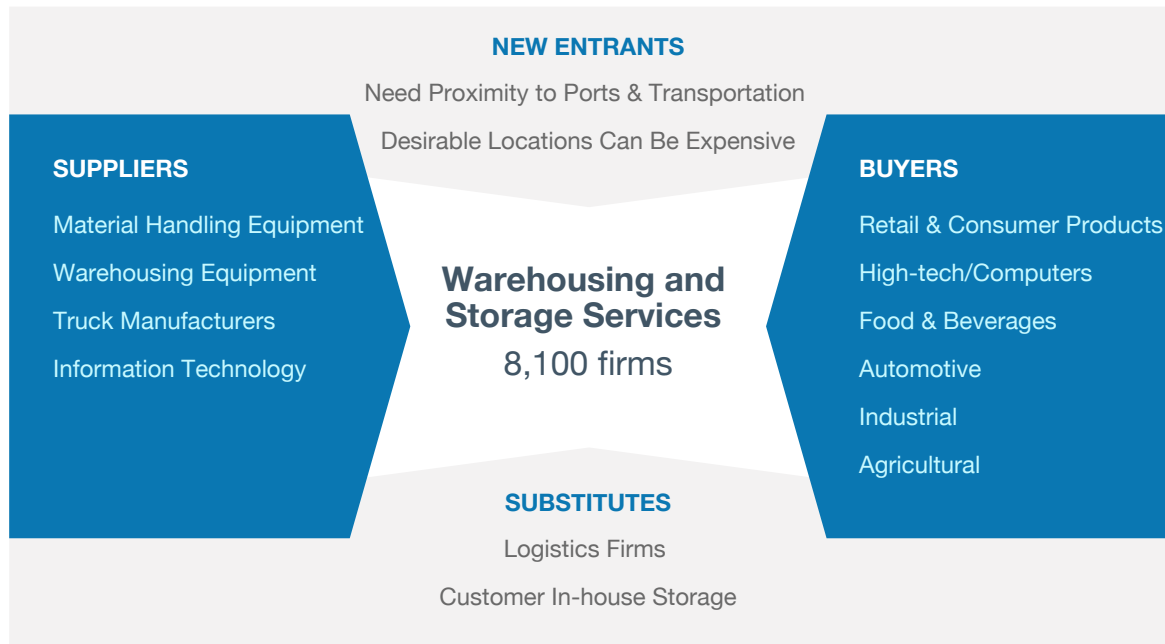 NEW ENTRANTS
Need Proximity to Ports & Transportation
Desirable Locations Can Be Expensive
SUPPLIERS
Material Handling Equipment
Warehousing Equipment
Truck Manufacturers
Information Technology
Warehousing and
Storage Services
8,100 firms
BUYERS
Retail & Consumer Products
High-tech/Computers
Food & Beverages
Automotive
Industrial
Agricultural
SUBSTITUTES
Logistics Firms
Customer In-house Storage